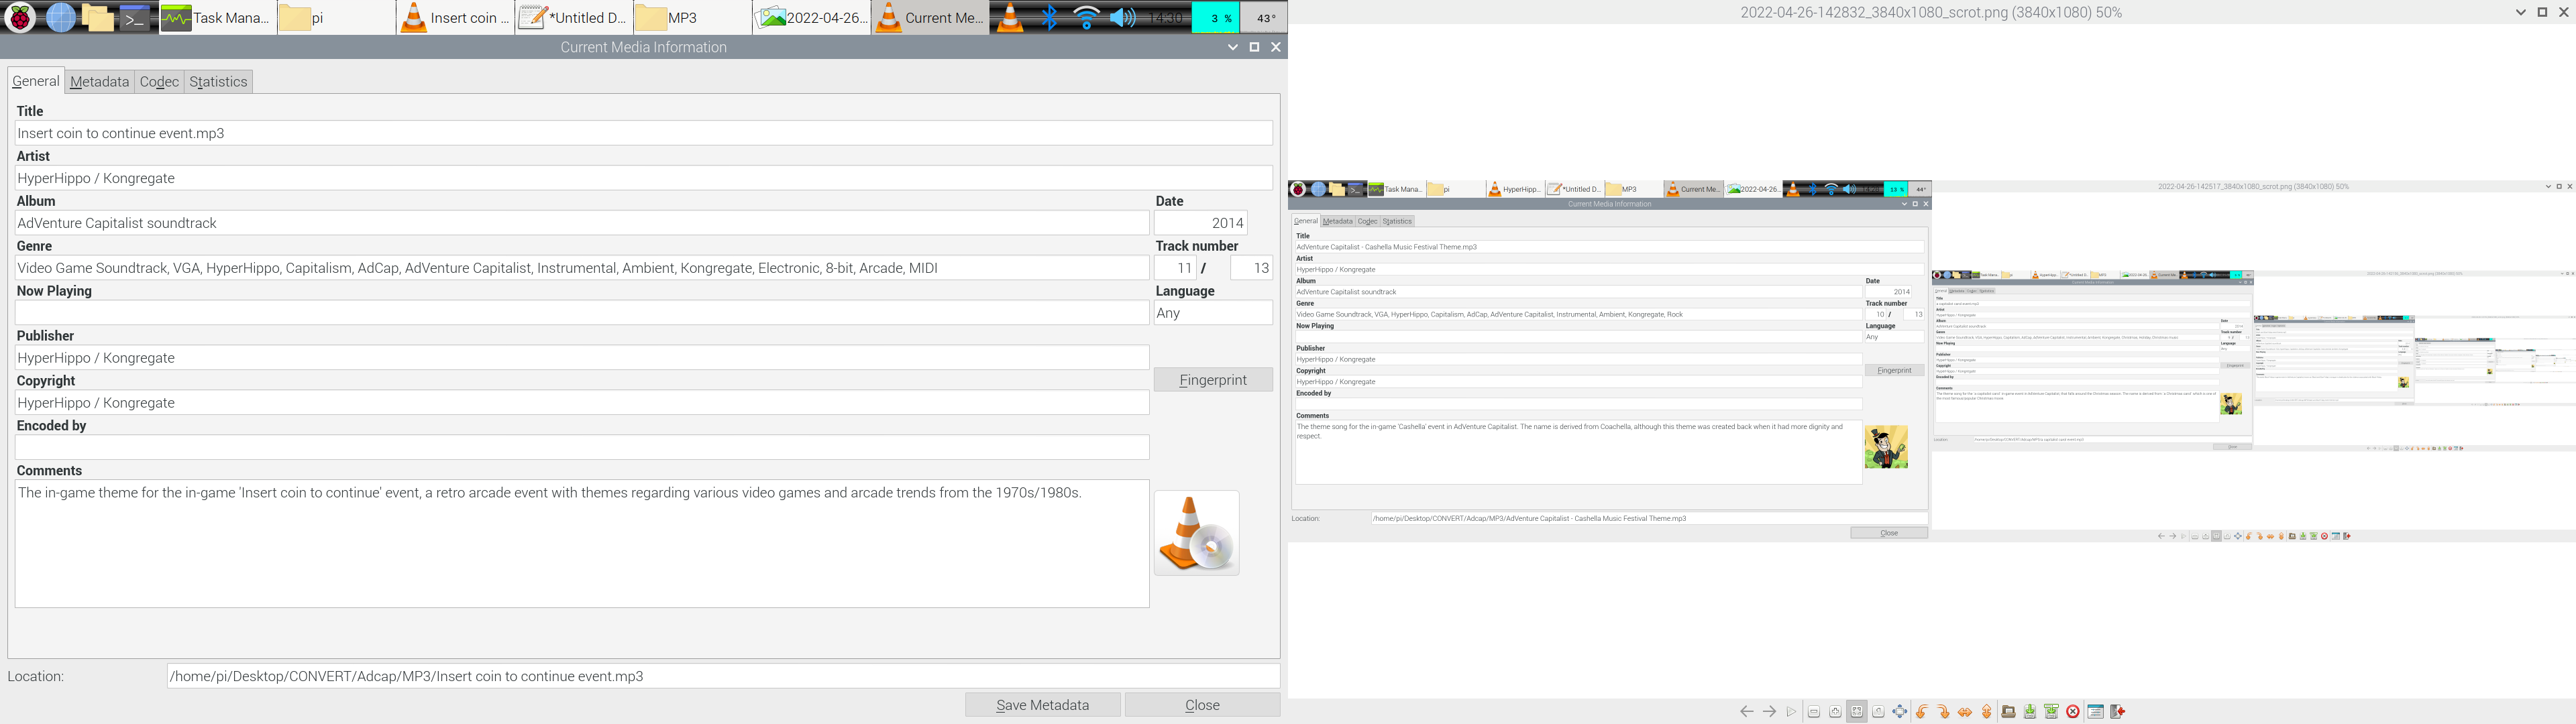 Task Mana...
pi
Insert coin ...
*Untitled D...
MP3
2022-04-26...
Current Me...
14:30
3 %
43°
Current Media Information
General
Metadata
Codec
Statistics
Title
Insert coin to continue event.mp3
Artist
HyperHippo / Kongregate
Album
Date
AdVenture Capitalist soundtrack
2014
Genre
Track number
Video Game Soundtrack, VGA, HyperHippo, Capitalism, AdCap, AdVenture Capitalist, Instrumental, Ambient, Kongregate, Electronic, 8-bit, Arcade, MIDI
11 / 13
Now Playing
Language
Any
Publisher
HyperHippo / Kongregate
Copyright
Fingerprint
HyperHippo / Kongregate
Encoded by
Comments
The in-game theme for the in-game 'Insert coin to continue' event, a retro arcade event with themes regarding various video games and arcade trends from the 1970s/1980s.
Location:
/home/pi/Desktop/CONVERT/Adcap/MP3/Insert coin to continue event.mp3
Save Metadata
Close
2022-04-26-142832_3840x1080_scrot.png (3840x1080) 50%
Task Mana...
pi
HyperHipp...
*Untitled D...
MP3
Current Me...
2022-04-26...
13 %
44°
Current Media Information
General
Metadata
Codec
Statistics
Title
AdVenture Capitalist - Cashella Music Festival Theme.mp3
Artist
HyperHippo / Kongregate
Album
Date
AdVenture Capitalist soundtrack
2014
Genre
Track number
Video Game Soundtrack, VGA, HyperHippo, Capitalism, AdCap, AdVenture Capitalist, Instrumental, Ambient, Kongregate, Rock
10 / 13
Now Playing
Language
Any
Publisher
HyperHippo / Kongregate
Copyright
Fingerprint
HyperHippo / Kongregate
Encoded by
Comments
The theme song for the in-game 'Cashella' event in AdVenture Capitalist. The name is derived from Coachella, although this theme was created back when it had more dignity and
respect.
Location:
/home/pi/Desktop/CONVERT/Adcap/MP3/AdVenture Capitalist - Cashella Music Festival Theme.mp3
Close
2022-04-26-142517_3840x1080_scrot.png (3840x1080) 50%